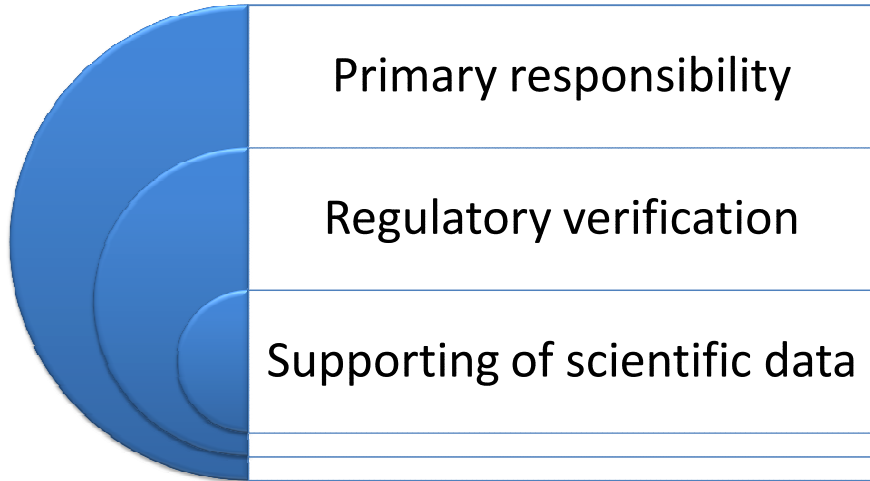 Primary responsibility
Regulatory verification
Supporting of scientific data